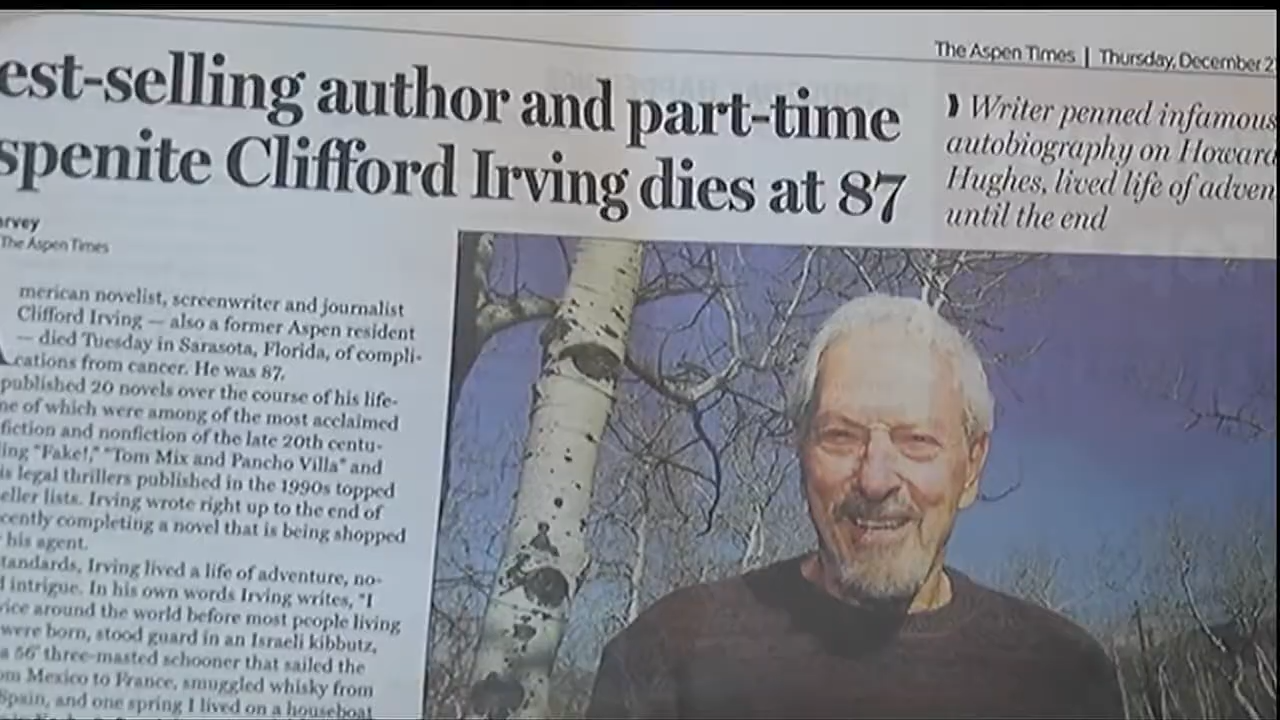 The Aspen Times | Thursday, December 2
est-selling author and part-time
spenite Clifford Irving dies at 87
❫ Writer penned infamous
autobiography on Howard
Hughes, lived life of adven
until the end
arvey
The Aspen Times
merican novelist, screenwriter and journalist
Clifford Irving — also a former Aspen resident
— died Tuesday in Sarasota, Florida, of compli-
cations from cancer. He was 87.
published 20 novels over the course of his life-
ne of which were among of the most acclaimed
fiction and nonfiction of the late 20th centu-
ling "Fake!," "Tom Mix and Pancho Villa" and
is legal thrillers published in the 1990s topped
eller lists. Irving wrote right up to the end of
cently completing a novel that is being shopped
his agent.
tandards, Irving lived a life of adventure, no-
d intrigue. In his own words Irving writes, "I
vice around the world before most people living
were born, stood guard in an Israeli kibbutz,
a 56' three-masted schooner that sailed the
om Mexico to France, smuggled whisky from
Spain, and one spring I lived on a houseboat